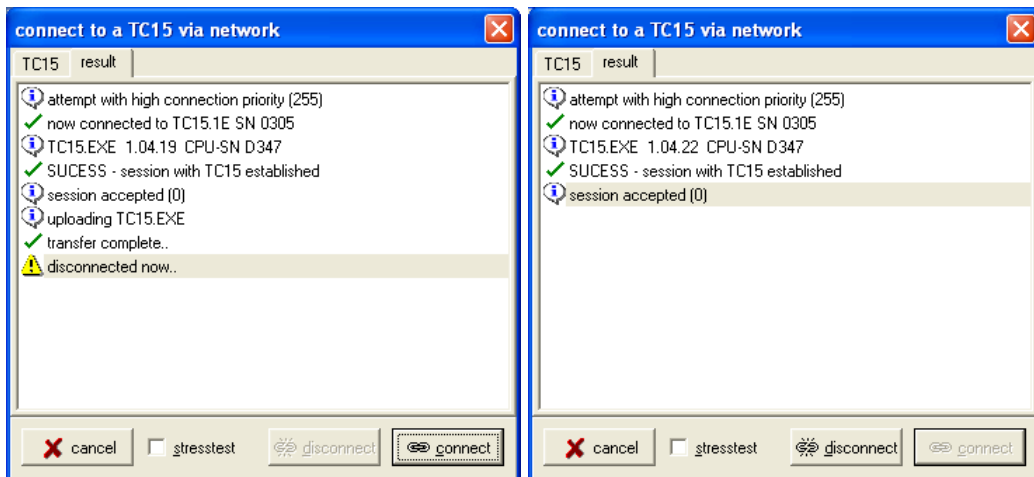 connect to a TC15 via network
TC15 result
attempt with high connection priority (255)
now connected to TC15.1E SN 0305
TC15.EXE 1.04.19 CPU-SN D347
SUCESS - session with TC15 established
session accepted (0)
uploading TC15.EXE
transfer complete..
disconnected now..
cancel stresstest disconnect connect
connect to a TC15 via network
TC15 result
attempt with high connection priority (255)
now connected to TC15.1E SN 0305
TC15.EXE 1.04.22 CPU-SN D347
SUCESS - session with TC15 established
session accepted (0)
cancel stresstest disconnect connect